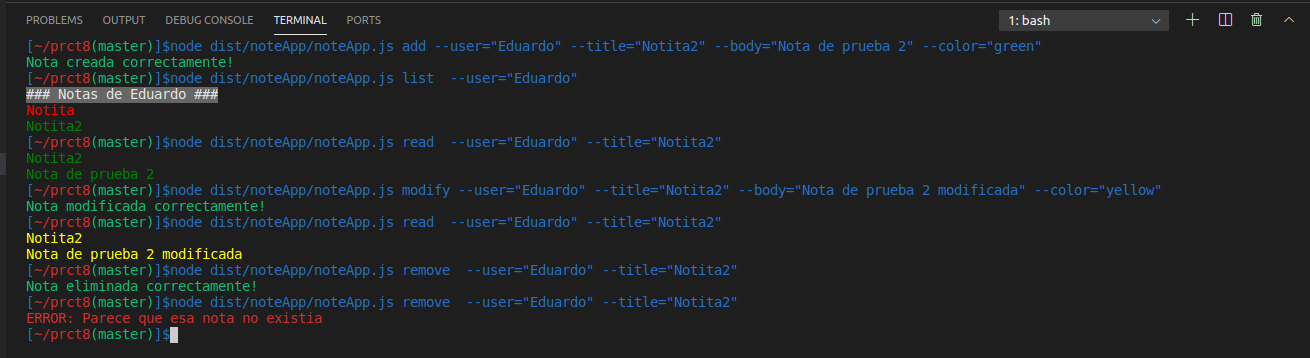 PROBLEMS OUTPUT DEBUG CONSOLE TERMINAL PORTS 1: bash
[~/prct8(master)]$node dist/noteApp/noteApp.js add --user="Eduardo" --title="Notita2" --body="Nota de prueba 2" --color="green"
Nota creada correctamente!
[~/prct8(master)]$node dist/noteApp/noteApp.js list  --user="Eduardo"
### Notas de Eduardo ###
Notita
Notita2
[~/prct8(master)]$node dist/noteApp/noteApp.js read  --user="Eduardo" --title="Notita2"
Notita2
Nota de prueba 2
[~/prct8(master)]$node dist/noteApp/noteApp.js modify --user="Eduardo" --title="Notita2" --body="Nota de prueba 2 modificada" --color="yellow"
Nota modificada correctamente!
[~/prct8(master)]$node dist/noteApp/noteApp.js read  --user="Eduardo" --title="Notita2"
Notita2
Nota de prueba 2 modificada
[~/prct8(master)]$node dist/noteApp/noteApp.js remove  --user="Eduardo" --title="Notita2"
Nota eliminada correctamente!
[~/prct8(master)]$node dist/noteApp/noteApp.js remove  --user="Eduardo" --title="Notita2"
ERROR: Parece que esa nota no existia
[~/prct8(master)]$